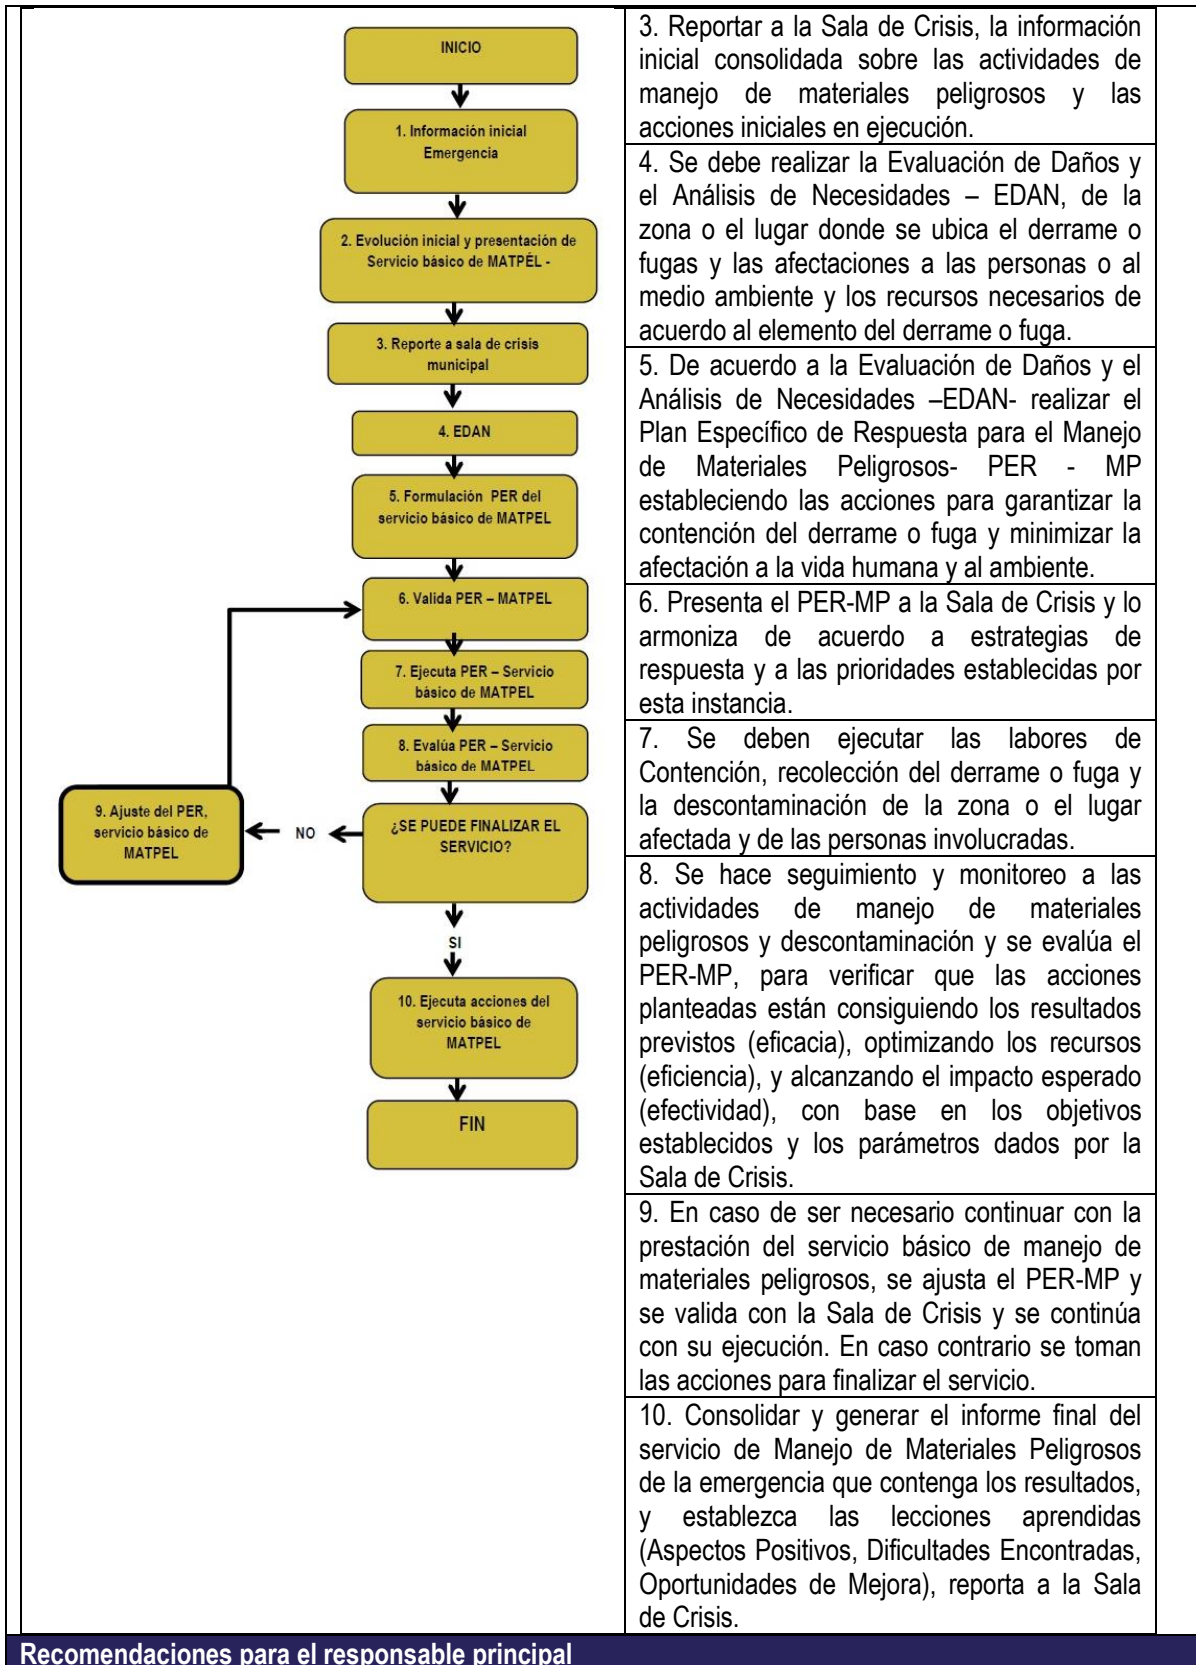 INICIO
1. Información inicial
Emergencia
2. Evolución inicial y presentación de
Servicio básico de MATPÉL -
3. Reporte a sala de crisis
municipal
4. EDAN
5. Formulación PER del
servicio básico de MATPEL
6. Valida PER – MATPEL
7. Ejecuta PER – Servicio
básico de MATPEL
8. Evalúa PER – Servicio
básico de MATPEL
9. Ajuste del PER,
servicio básico de
MATPEL
NO
¿SE PUEDE FINALIZAR EL
SERVICIO?
SI
10. Ejecuta acciones del
servicio básico de
MATPEL
FIN
3. Reportar a la Sala de Crisis, la información
inicial consolidada sobre las actividades de
manejo de materiales peligrosos y las
acciones iniciales en ejecución.
4. Se debe realizar la Evaluación de Daños y
el Análisis de Necesidades – EDAN, de la
zona o el lugar donde se ubica el derrame o
fugas y las afectaciones a las personas o al
medio ambiente y los recursos necesarios de
acuerdo al elemento del derrame o fuga.
5. De acuerdo a la Evaluación de Daños y el
Análisis de Necesidades –EDAN- realizar el
Plan Específico de Respuesta para el Manejo
de Materiales Peligrosos- PER - MP
estableciendo las acciones para garantizar la
contención del derrame o fuga y minimizar la
afectación a la vida humana y al ambiente.
6. Presenta el PER-MP a la Sala de Crisis y lo
armoniza de acuerdo a estrategias de
respuesta y a las prioridades establecidas por
esta instancia.
7. Se deben ejecutar las labores de
Contención, recolección del derrame o fuga y
la descontaminación de la zona o el lugar
afectada y de las personas involucradas.
8. Se hace seguimiento y monitoreo a las
actividades de manejo de materiales
peligrosos y descontaminación y se evalúa el
PER-MP, para verificar que las acciones
planteadas están consiguiendo los resultados
previstos (eficacia), optimizando los recursos
(eficiencia), y alcanzando el impacto esperado
(efectividad), con base en los objetivos
establecidos y los parámetros dados por la
Sala de Crisis.
9. En caso de ser necesario continuar con la
prestación del servicio básico de manejo de
materiales peligrosos, se ajusta el PER-MP y
se valida con la Sala de Crisis y se continúa
con su ejecución. En caso contrario se toman
las acciones para finalizar el servicio.
10. Consolidar y generar el informe final del
servicio de Manejo de Materiales Peligrosos
de la emergencia que contenga los resultados,
y establezca las lecciones aprendidas
(Aspectos Positivos, Dificultades Encontradas,
Oportunidades de Mejora), reporta a la Sala
de Crisis.
Recomendaciones para el responsable principal